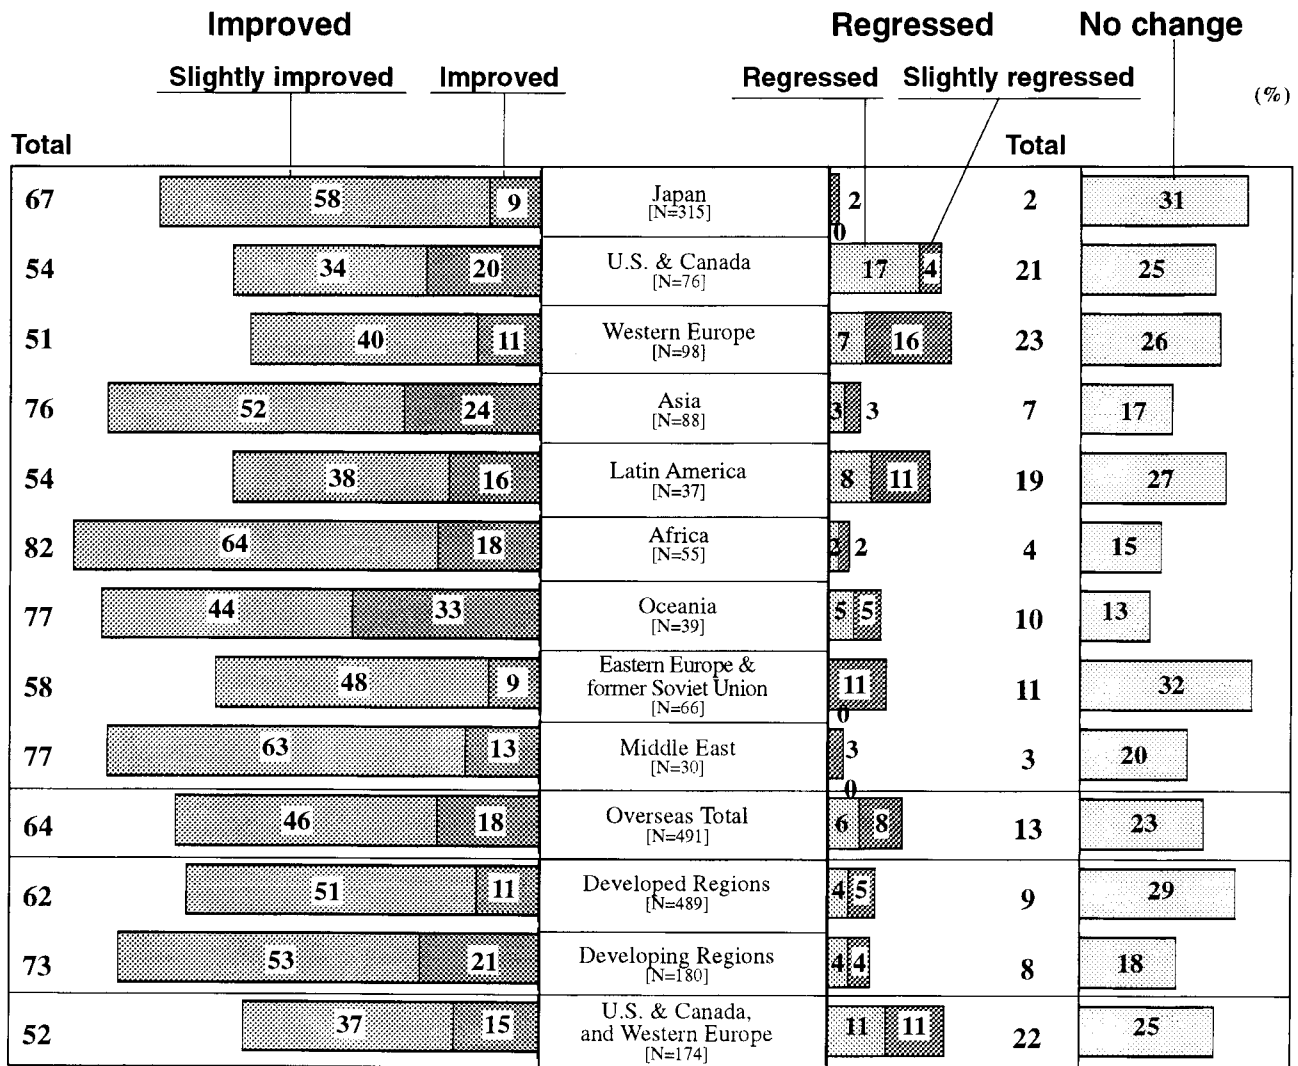 Improved Regressed No change
Slightly improved Improved Regressed Slightly regressed
(%)
Total Total
67 58 9 Japan 2 2 31
[N=315]
0
54 34 20 U.S. & Canada 17 4 21 25
[N=76]
51 40 11 Western Europe 7 16 23 26
[N=98]
76 52 24 Asia 3 3 7 17
[N=88]
54 38 16 Latin America 8 11 19 27
[N=37]
82 64 18 Africa 2 2 4 15
[N=55]
77 44 33 Oceania 5 5 10 13
[N=39]
Eastern Europe &
58 48 9 former Soviet Union 11 11 32
[N=66]
0
77 63 13 Middle East 3 3 20
[N=30]
0
64 46 18 Overseas Total 6 8 13 23
[N=491]
62 51 11 Developed Regions 4 5 9 29
[N=489]
73 53 21 Developing Regions 4 4 8 18
[N=180]
U.S. & Canada,
52 37 15 and Western Europe 11 11 22 25
[N=174]